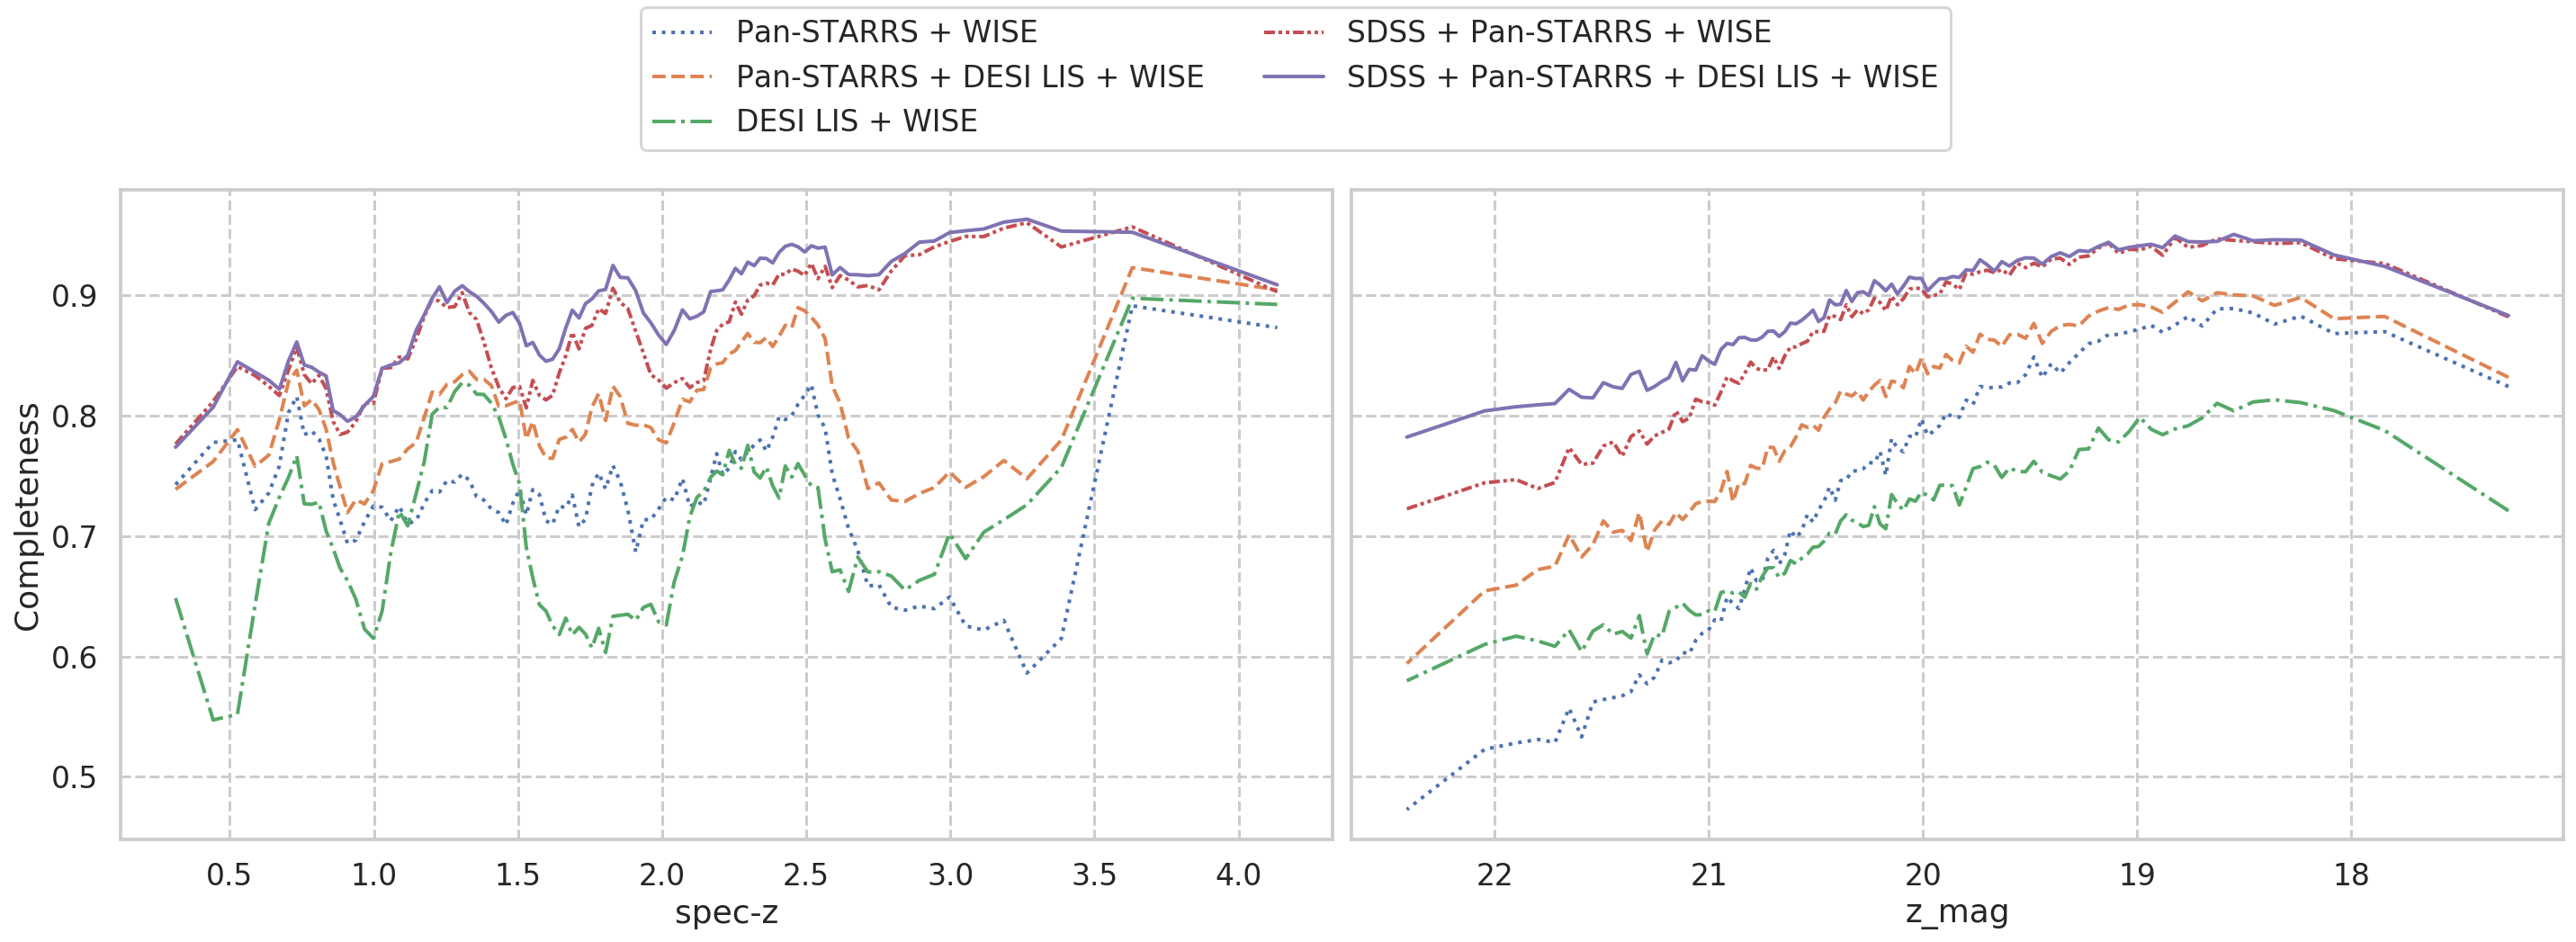 Pan-STARRS + WISE
Pan-STARRS + DESI LIS + WISE
DESI LIS + WISE
SDSS + Pan-STARRS + WISE
SDSS + Pan-STARRS + DESI LIS + WISE
Completeness
0.9
0.8
0.7
0.6
0.5
0.5 1.0 1.5 2.0 2.5 3.0 3.5 4.0
spec-z
22 21 20 19 18
z_mag